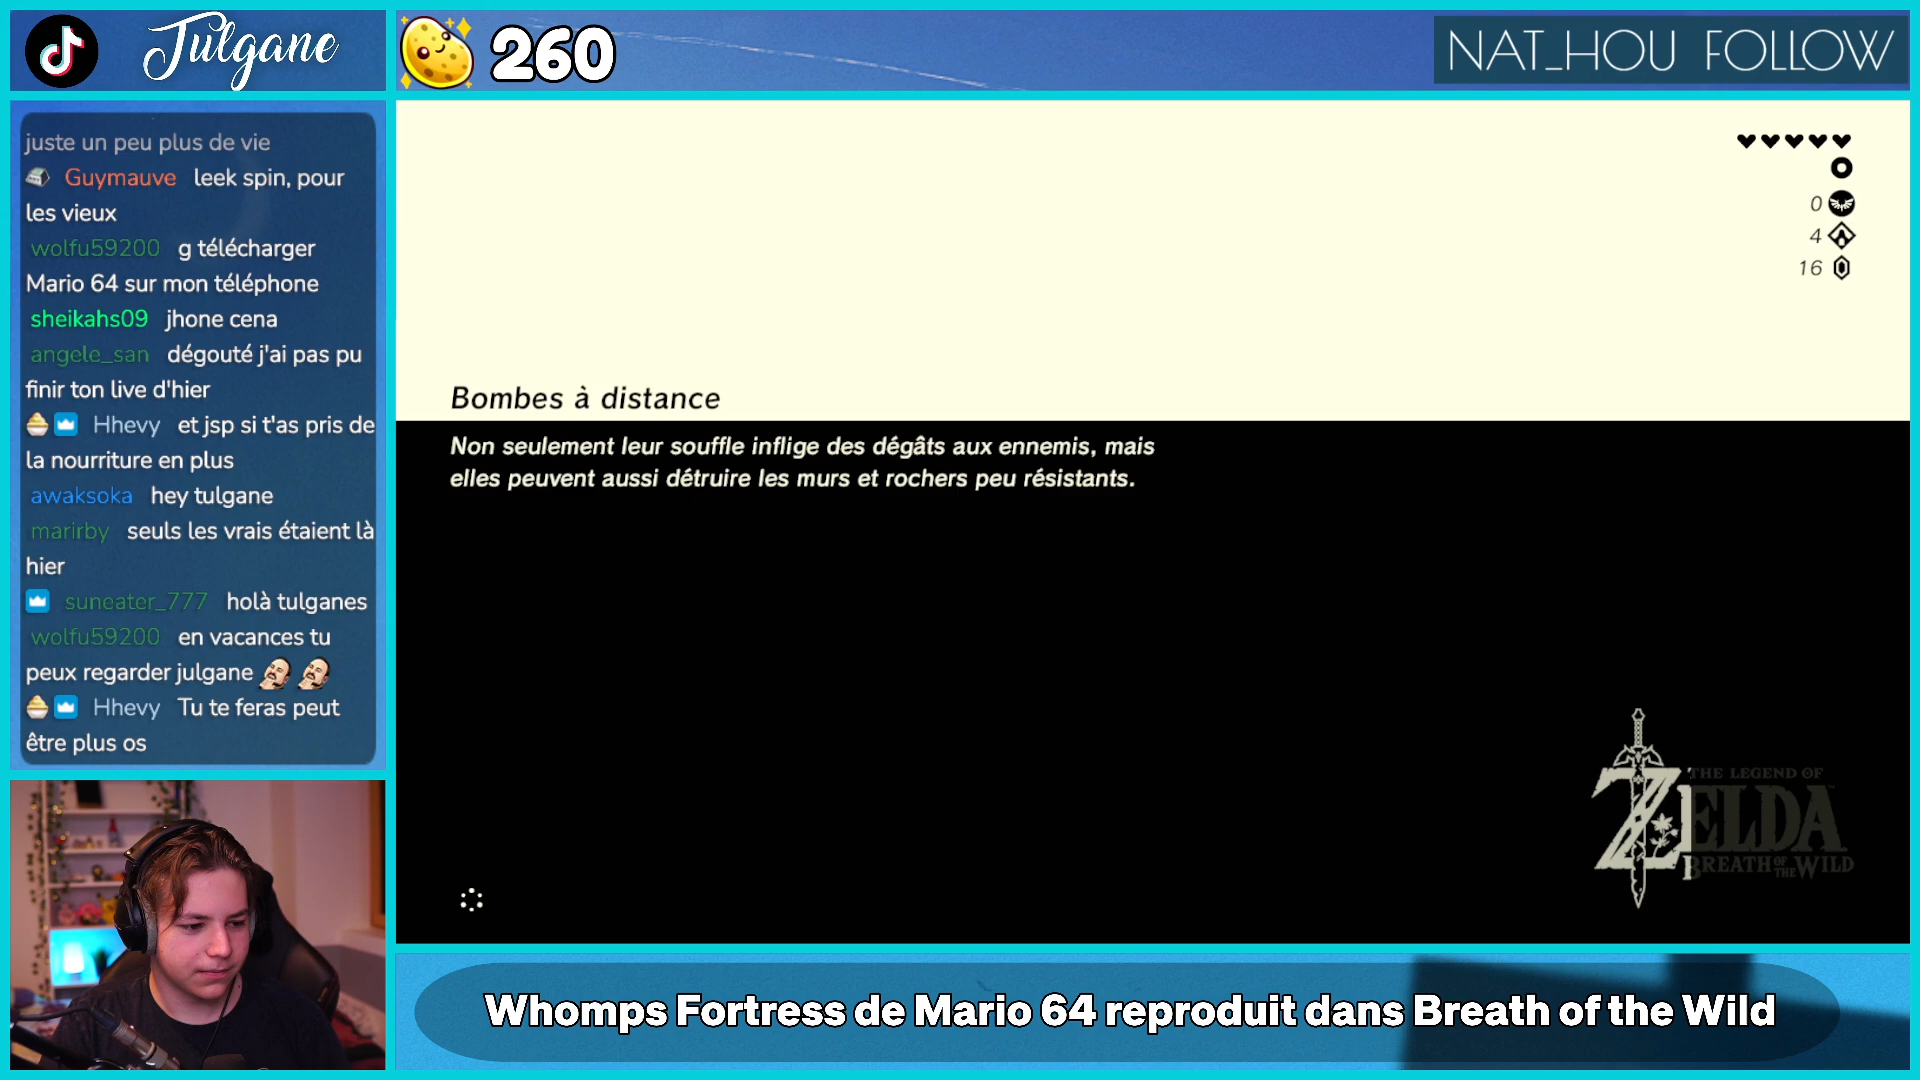 Julgane
260
NAT_HOU FOLLOW
juste un peu plus de vie
Guymauve leek spin, pour
les vieux
wolfu59200 g télécharger
Mario 64 sur mon téléphone
sheikahs09 jhone cena
angele_san dégouté j'ai pas pu
finir ton live d'hier
Hhevy et jsp si t'as pris de
la nourriture en plus
awaksoka hey tulgane
marirby seuls les vrais étaient là
hier
suneater_777 holà tulganes
wolfu59200 en vacances tu
peux regarder julgane
Hhevy Tu te feras peut
être plus os
0
4
16
Bombes à distance
Non seulement leur souffle inflige des dégâts aux ennemis, mais
elles peuvent aussi détruire les murs et rochers peu résistants.
THE LEGEND OF
ZELDA
BREATH OF THE WILD
Whomps Fortress de Mario 64 reproduit dans Breath of the Wild